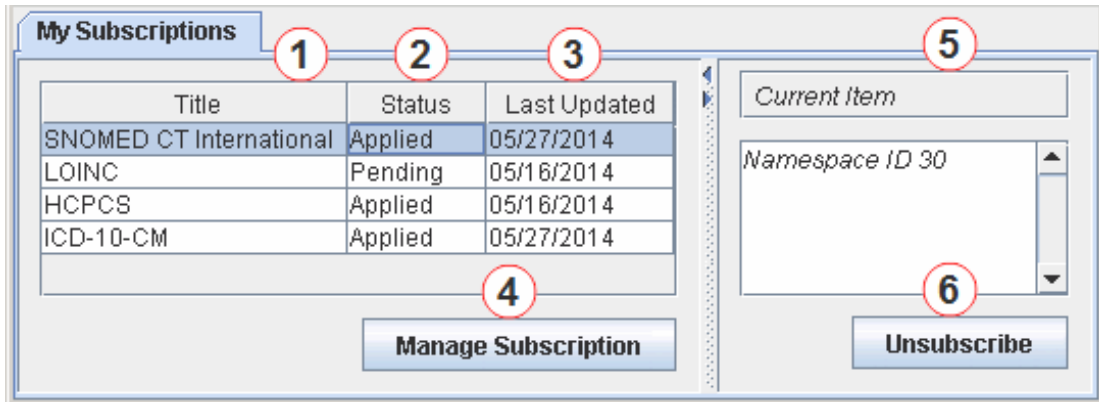 My Subscriptions
1 2 3 5
Title Status Last Updated
Current Item
SNOMED CT International Applied 05/27/2014
Namespace ID 30
LOINC Pending 05/16/2014
HCPCS Applied 05/16/2014
ICD-10-CM Applied 05/27/2014
4 6
Manage Subscription
Unsubscribe